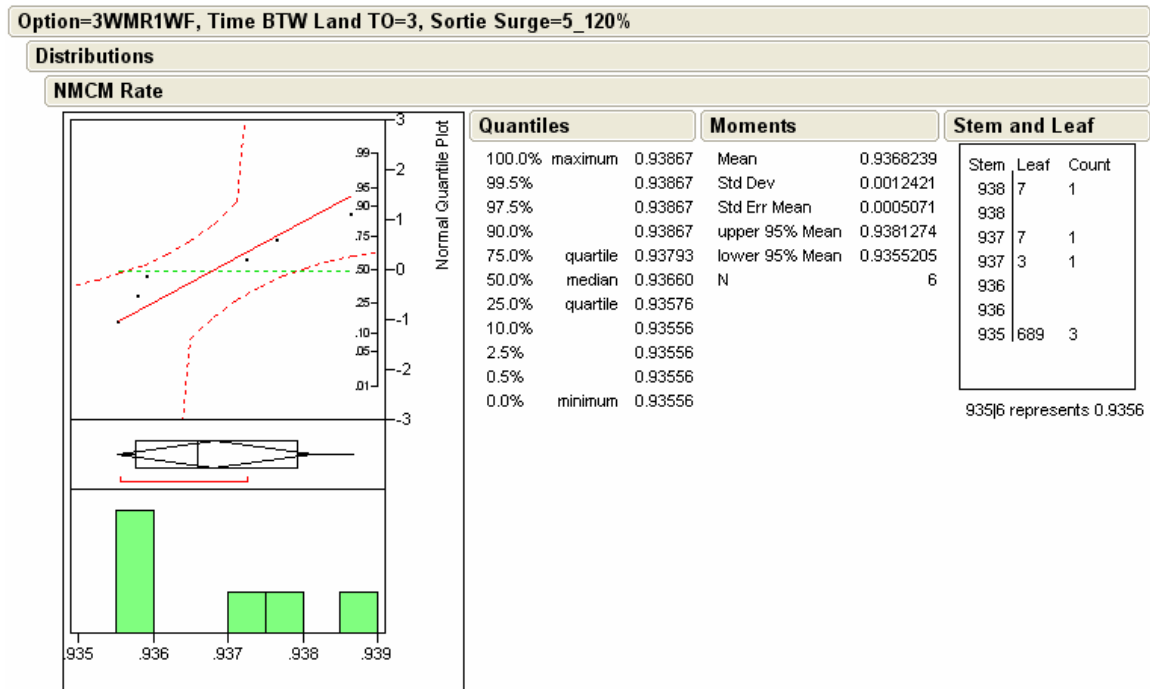 Option=3WMR1WF, Time BTW Land TO=3, Sortie Surge=5_120%
Distributions
NMCM Rate
3
2
1
0
-1
-2
-3
.99
.95
.90
.75
.50
.25
.10
.05
.01
Normal Quantile Plot
.935 .936 .937 .938 .939
Quantiles
100.0% maximum 0.93867
99.5% 0.93867
97.5% 0.93867
90.0% 0.93867
75.0% quartile 0.93793
50.0% median 0.93660
25.0% quartile 0.93576
10.0% 0.93556
2.5% 0.93556
0.5% 0.93556
0.0% minimum 0.93556
Moments
Mean 0.9368239
Std Dev 0.0012421
Std Err Mean 0.0005071
upper 95% Mean 0.9381274
lower 95% Mean 0.9355205
N 6
Stem and Leaf
Stem Leaf Count
938 7 1
938
937 7 1
937 3 1
936
936
935 689 3
935|6 represents 0.9356